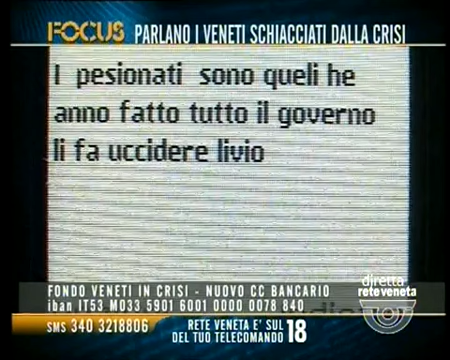 FOCUS PARLANO I VENETI SCHIACCIATI DALLA CRISI
I pesionati sono queli he
anno fatto tutto il governo
li fa uccidere livio
diretta
reteveneta
FONDO VENETI IN CRISI - NUOVO CC BANCARIO
iban IT53 M033 5901 6001 0000 0078 840
SMS 340 3218806
RETE VENETA E' SUL
DEL TUO TELECOMANDO 18